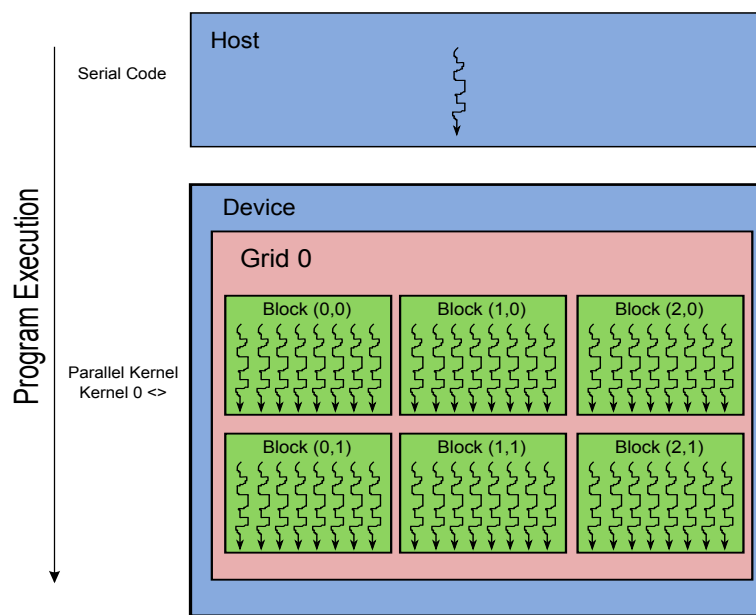 Host
Serial Code
Program Execution
Device
Grid 0
Block (0,0)
Block (1,0)
Block (2,0)
Parallel Kernel
Kernel 0 <>
Block (0,1)
Block (1,1)
Block (2,1)